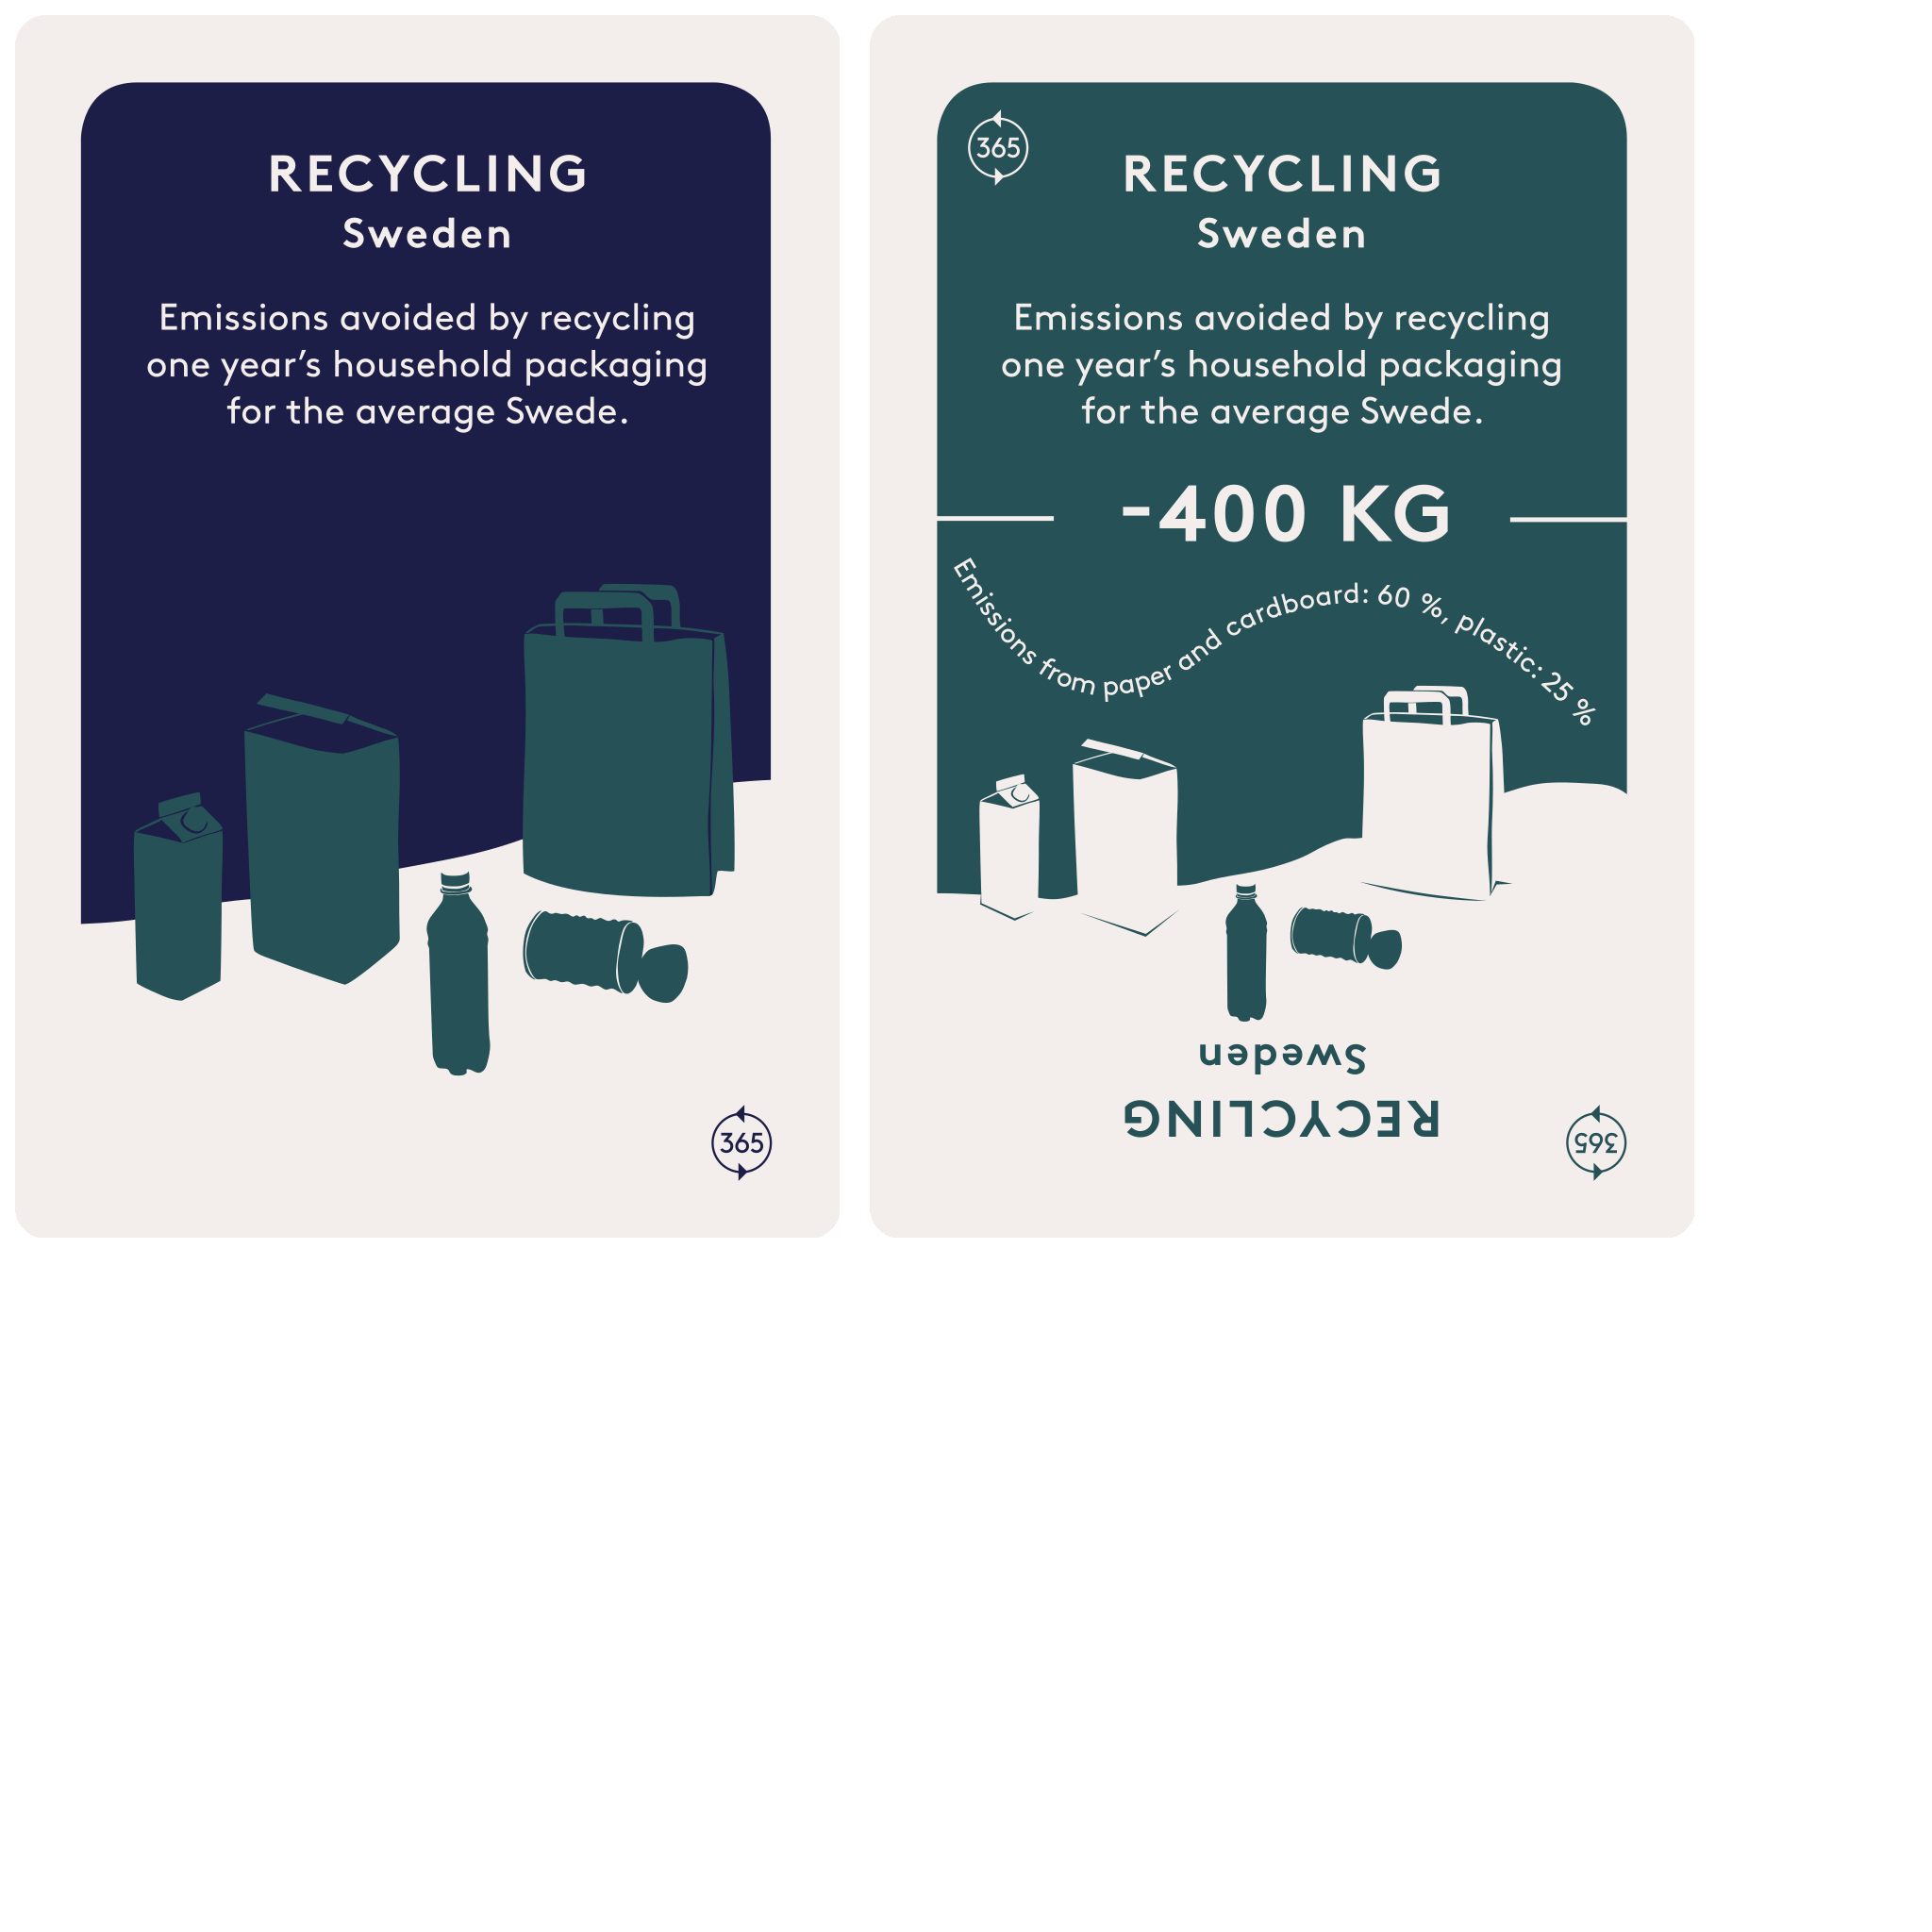 RECYCLING
Sweden
Emissions avoided by recycling
one year’s household packaging
for the average Swede.
365
365
RECYCLING
Sweden
Emissions avoided by recycling
one year’s household packaging
for the average Swede.
-400 KG
Emissions from paper and cardboard: 60 %, plastic: 25 %
Sweden
RECYCLING
365